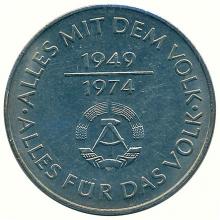 ALLES MIT DEM VOLK
1949
1974
· ALLES FÜR DAS VOLK ·